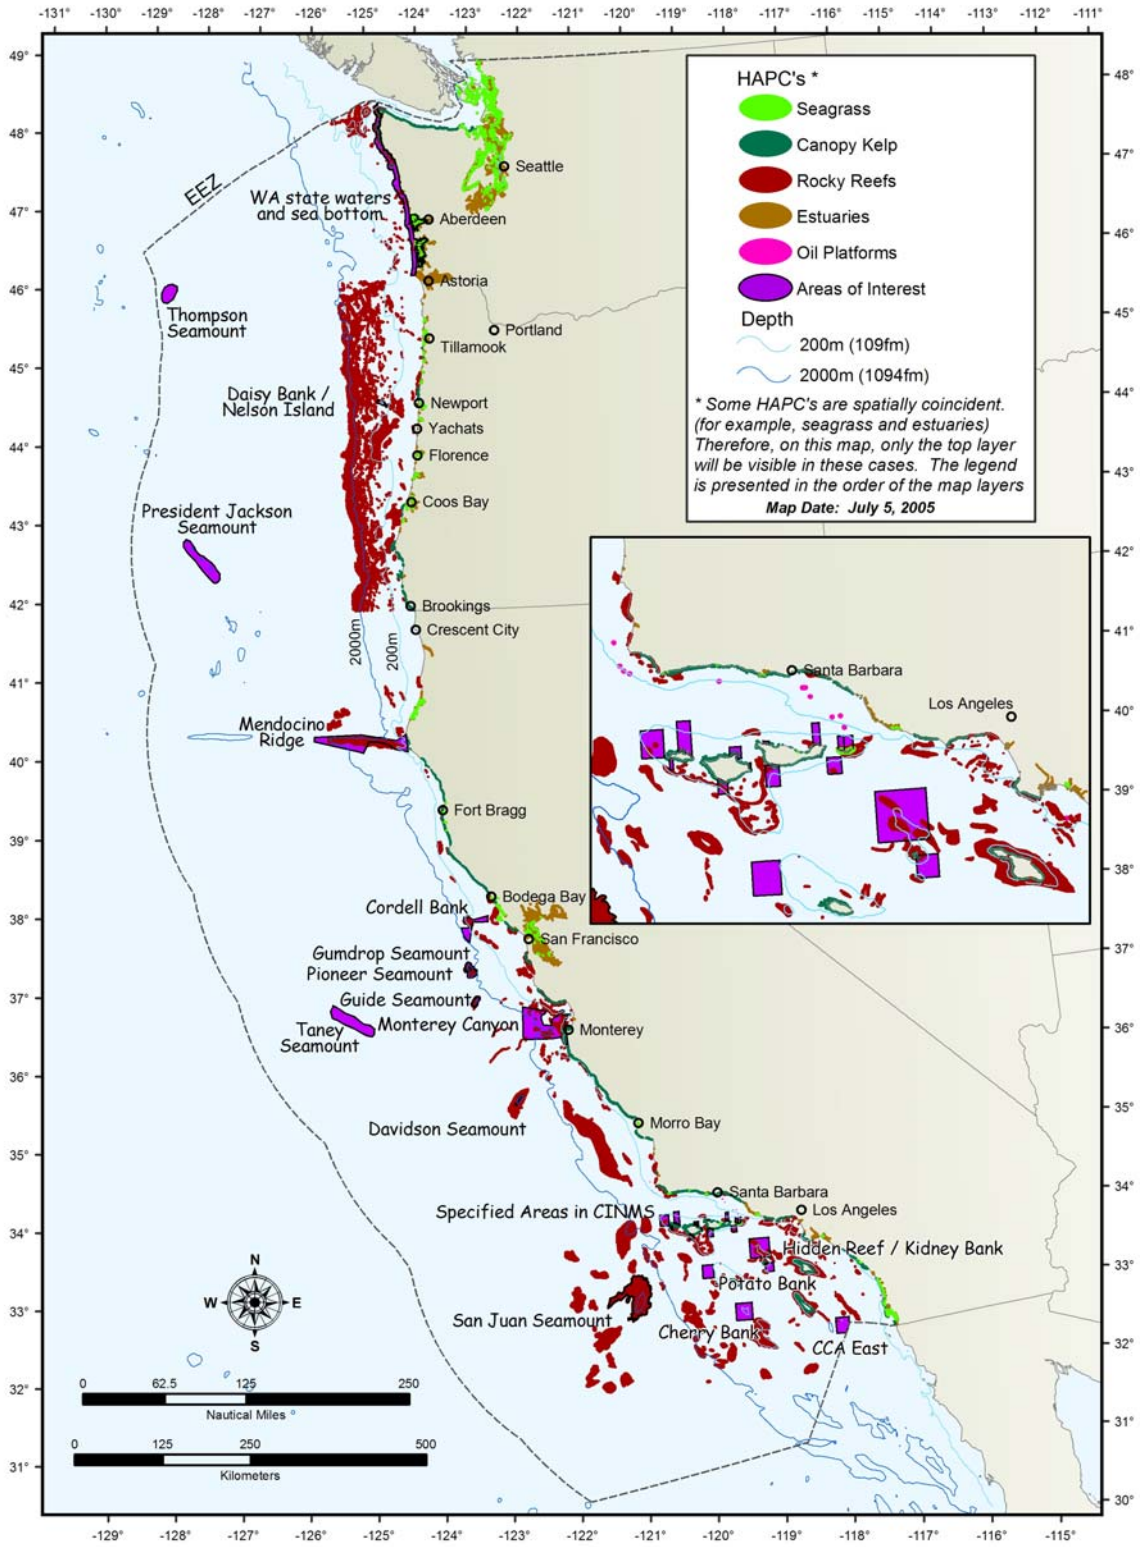 -131° -130° -129° -128° -127° -126° -125° -124° -123° -122° -121° -120° -119° -118° -117° -116° -115° -114° -113° -112° -111°
49°
48°
47°
46°
45°
44°
43°
42°
41°
40°
39°
38°
37°
36°
35°
34°
33°
32°
31°
48°
47°
46°
45°
44°
43°
42°
41°
40°
39°
38°
37°
36°
35°
34°
33°
32°
31°
30°
HAPC's *
Seagrass
Canopy Kelp
Rocky Reefs
Estuaries
Oil Platforms
Areas of Interest
Depth
200m (109fm)
2000m (1094fm)
* Some HAPC's are spatially coincident.
(for example, seagrass and estuaries)
Therefore, on this map, only the top layer
will be visible in these cases. The legend
is presented in the order of the map layers
Map Date: July 5, 2005
EEZ
Seattle
WA state waters
and sea bottom
Aberdeen
Astoria
Thompson
Seamount
Portland
Tillamook
Daisy Bank /
Nelson Island
Newport
Yachats
Florence
Coos Bay
President Jackson
Seamount
Brookings
Crescent City
2000m
200m
Mendocino
Ridge
Fort Bragg
Bodega Bay
Cordell Bank
San Francisco
Gumdrop Seamount
Pioneer Seamount
Guide Seamount
Monterey Canyon
Monterey
Taney
Seamount
Davidson Seamount
Morro Bay
Santa Barbara
Los Angeles
Specified Areas in CINMS
Hidden Reef / Kidney Bank
Potato Bank
San Juan Seamount
Cherry Bank
CCA East
Santa Barbara
Los Angeles
N
W
E
S
0 62.5 125 250
Nautical Miles
0 125 250 500
Kilometers
-129° -128° -127° -126° -125° -124° -123° -122° -121° -120° -119° -118° -117° -116° -115°